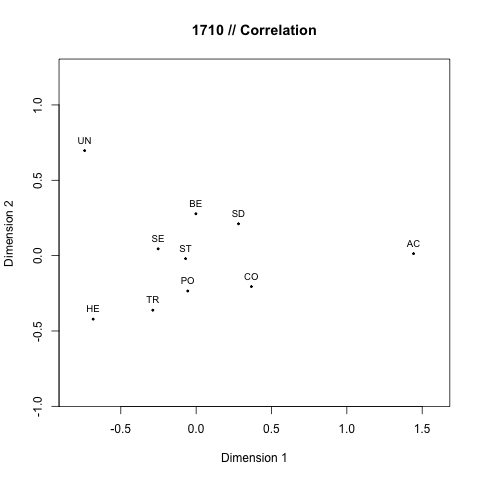 1710 // Correlation
Dimension 2
1.0
0.5
0.0
-0.5
-1.0
UN
BE
SD
SE
ST
AC
PO
CO
TR
HE
-0.5 0.0 0.5 1.0 1.5
Dimension 1